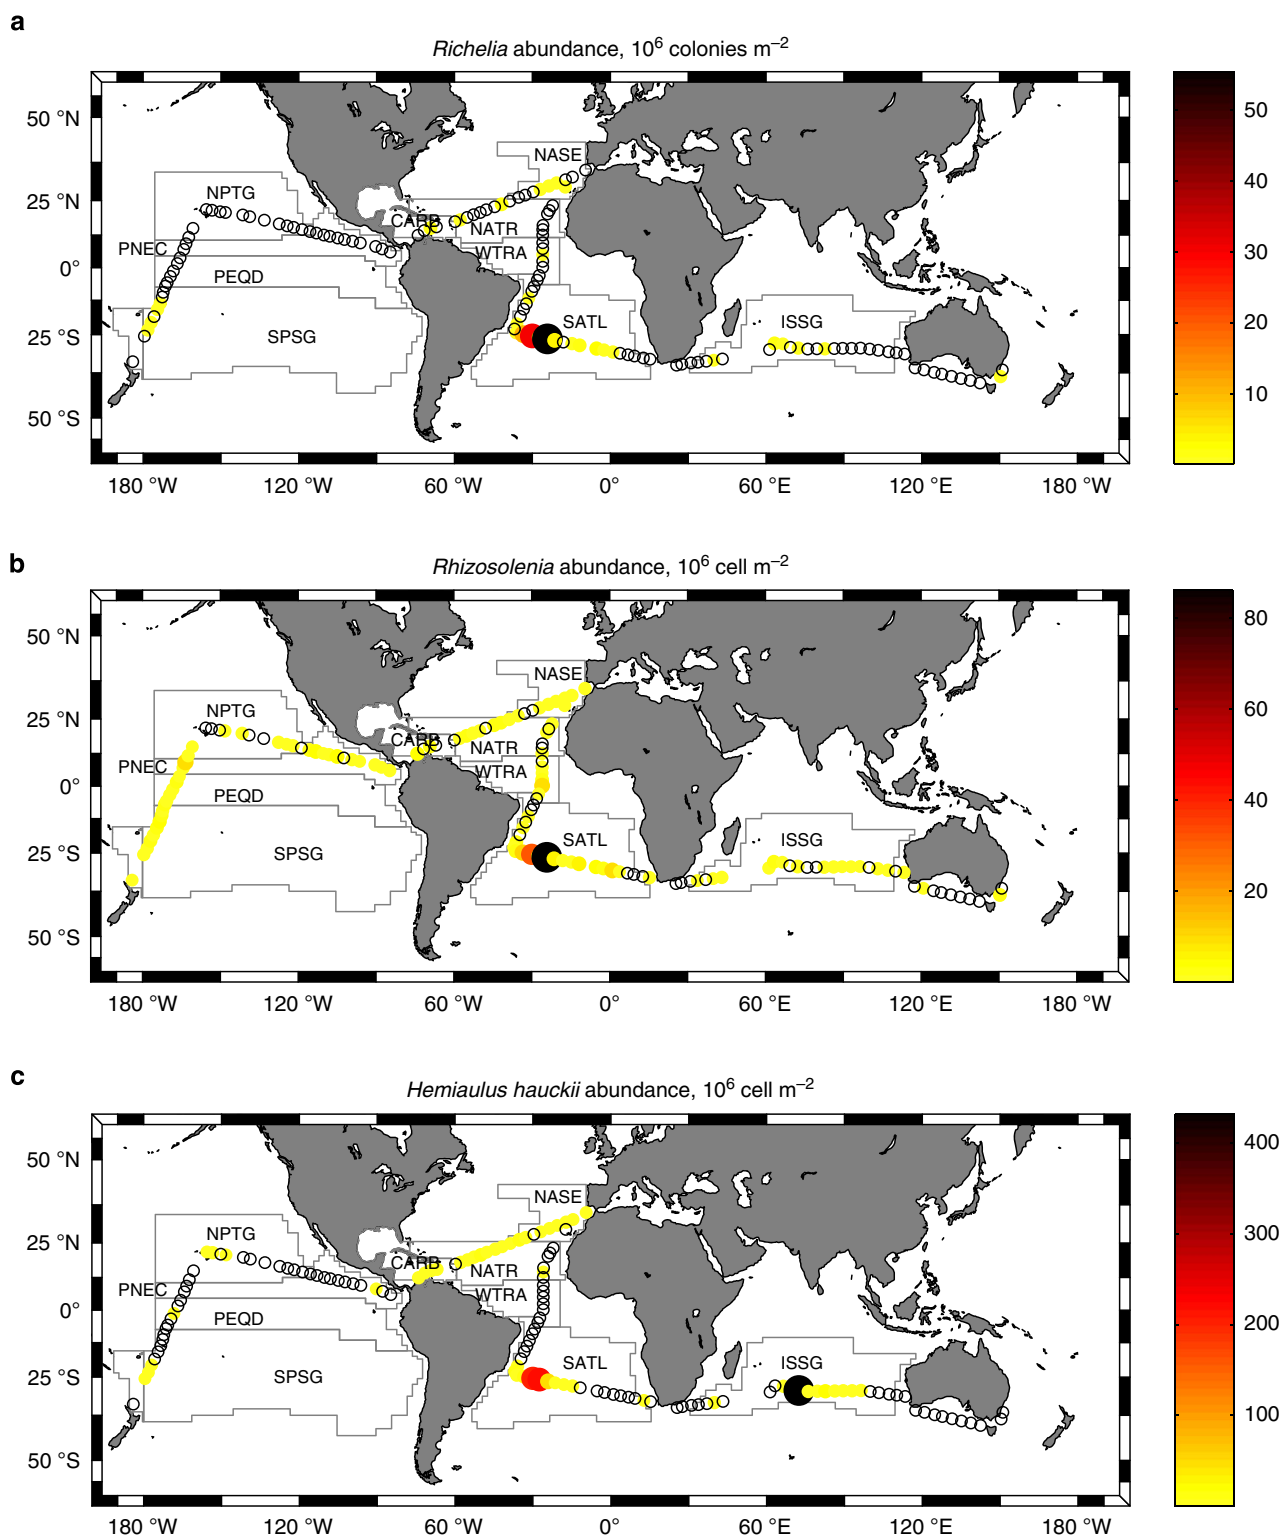 a
Richelia abundance, 10⁶ colonies m⁻²
50 °N
25 °N
0°
25 °S
50 °S
NASE
NPTG
CARB
NATR
PNEC
WTRA
PEQD
SATL
ISSG
SPSG
50
40
30
20
10
180 °W
120 °W
60 °W
0°
60 °E
120 °E
180 °W
b
Rhizosolenia abundance, 10⁶ cell m⁻²
50 °N
25 °N
0°
25 °S
50 °S
NASE
NPTG
CARB
NATR
PNEC
WTRA
PEQD
SATL
ISSG
SPSG
80
60
40
20
180 °W
120 °W
60 °W
0°
60 °E
120 °E
180 °W
c
Hemiaulus hauckii abundance, 10⁶ cell m⁻²
50 °N
25 °N
0°
25 °S
50 °S
NASE
NPTG
CARB
NATR
PNEC
WTRA
PEQD
SATL
ISSG
SPSG
400
300
200
100
180 °W
120 °W
60 °W
0°
60 °E
120 °E
180 °W